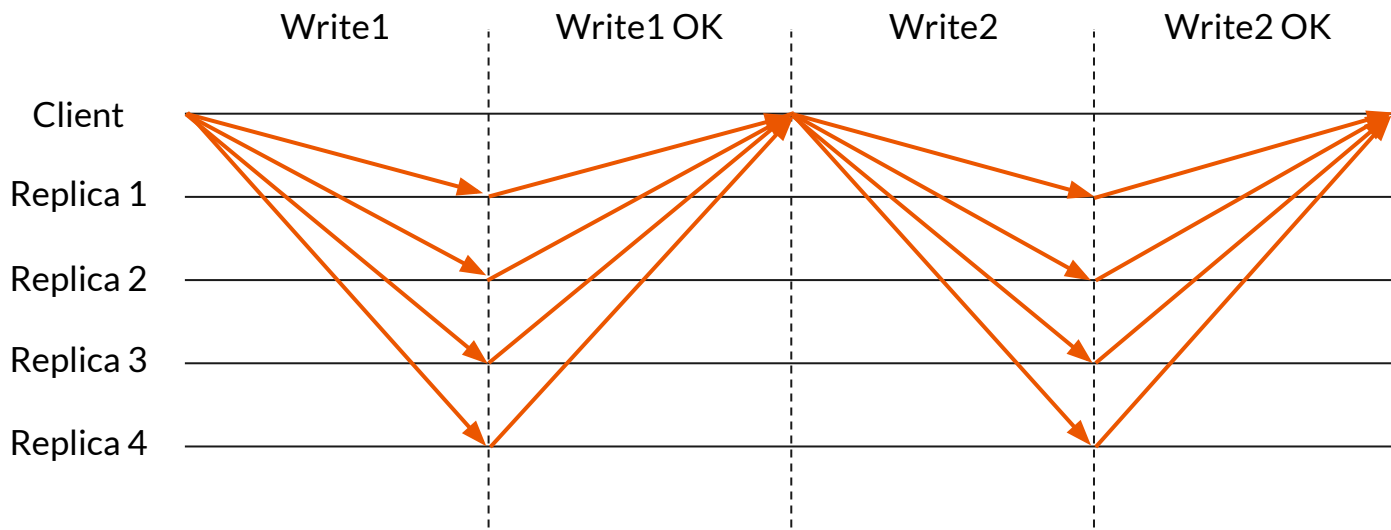 Write1
Write1 OK
Write2
Write2 OK
Client
Replica 1
Replica 2
Replica 3
Replica 4